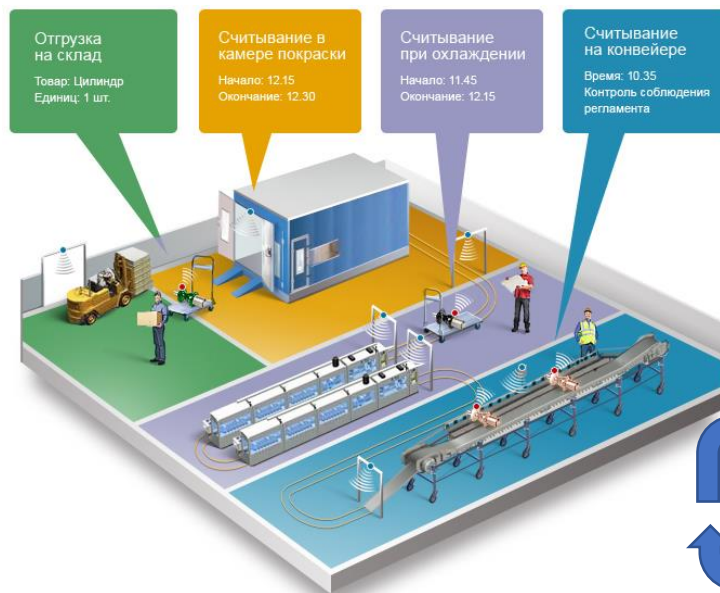 Отгрузка
на склад
Товар: Цилиндр
Единиц: 1 шт.
Считывание в
камере покраски
Начало: 12.15
Окончание: 12.30
Считывание
при охлаждении
Начало: 11.45
Окончание: 12.15
Считывание
на конвейере
Время: 10.35
Контроль соблюдения
регламента